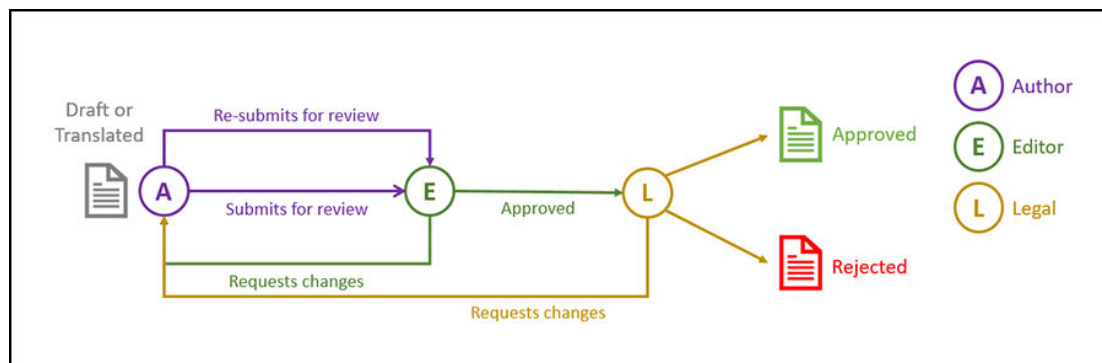 Draft or
Translated
Re-submits for review
A
E
L
Submits for review
Approved
Requests changes
Requests changes
Approved
Rejected
A Author
E Editor
L Legal